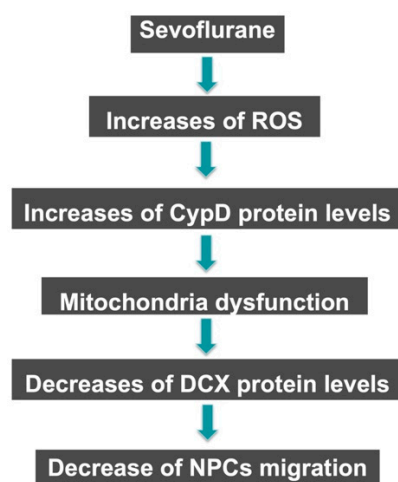 Sevoflurane
Increases of ROS
Increases of CypD protein levels
Mitochondria dysfunction
Decreases of DCX protein levels
Decrease of NPCs migration